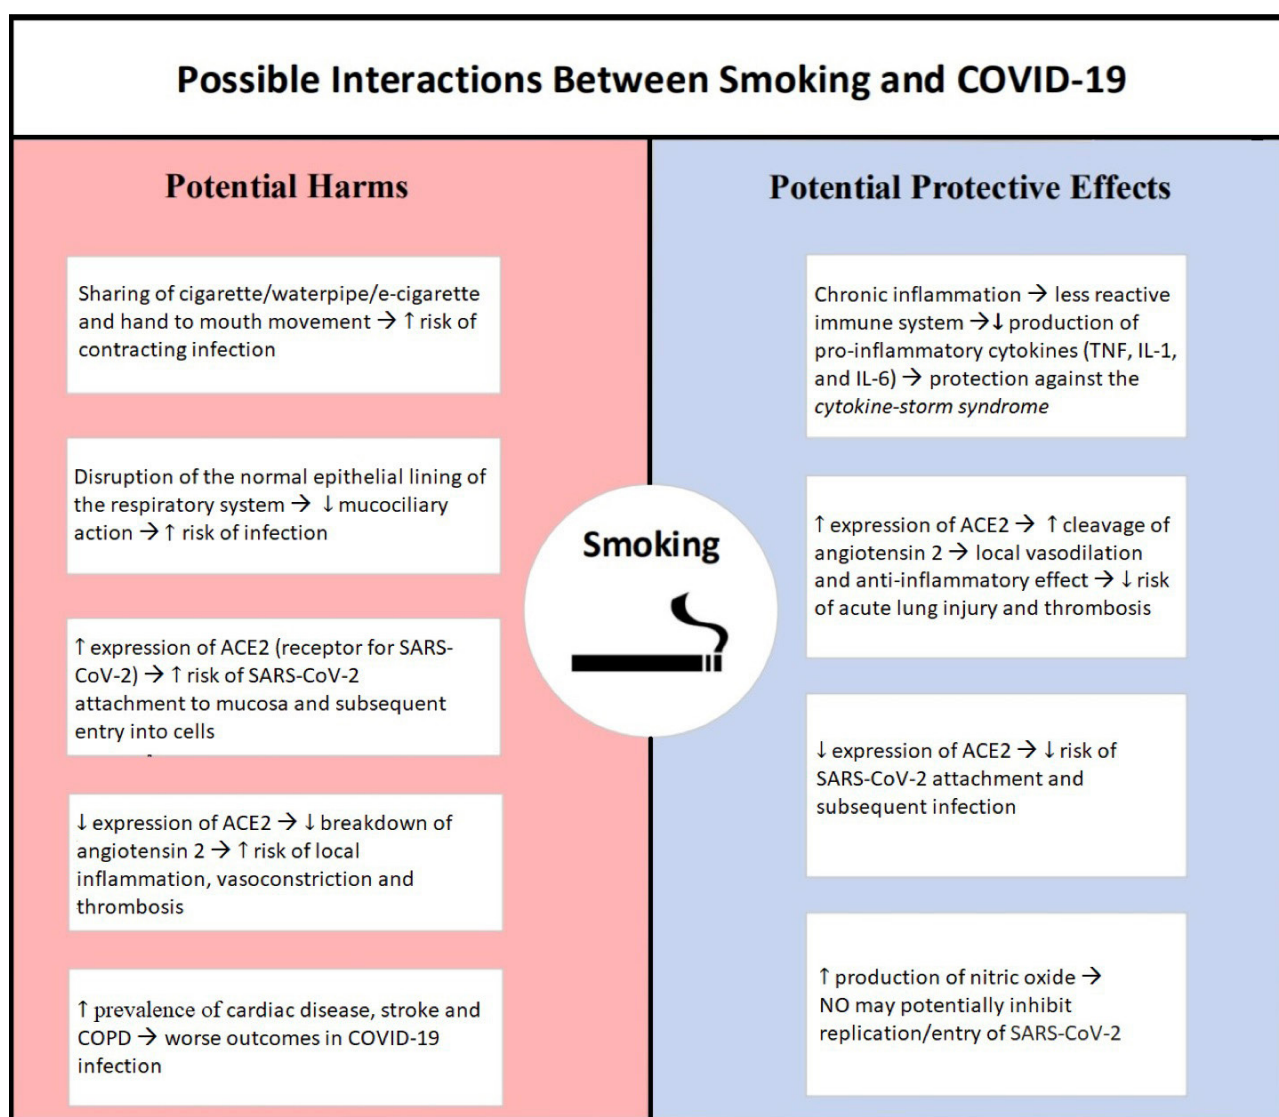 Possible Interactions Between Smoking and COVID-19
Potential Harms
Sharing of cigarette/waterpipe/e-cigarette
and hand to mouth movement → ↑ risk of
contracting infection
Disruption of the normal epithelial lining of
the respiratory system → ↓ mucociliary
action → ↑ risk of infection
↑ expression of ACE2 (receptor for SARS-
CoV-2) → ↑ risk of SARS-CoV-2
attachment to mucosa and subsequent
entry into cells
↓ expression of ACE2 → ↓ breakdown of
angiotensin 2 → ↑ risk of local
inflammation, vasoconstriction and
thrombosis
↑ prevalence of cardiac disease, stroke and
COPD → worse outcomes in COVID-19
infection
Smoking
Potential Protective Effects
Chronic inflammation → less reactive
immune system →↓ production of
pro-inflammatory cytokines (TNF, IL-1,
and IL-6) → protection against the
cytokine-storm syndrome
↑ expression of ACE2 → ↑ cleavage of
angiotensin 2 → local vasodilation
and anti-inflammatory effect → ↓ risk
of acute lung injury and thrombosis
↓ expression of ACE2 → ↓ risk of
SARS-CoV-2 attachment and
subsequent infection
↑ production of nitric oxide →
NO may potentially inhibit
replication/entry of SARS-CoV-2